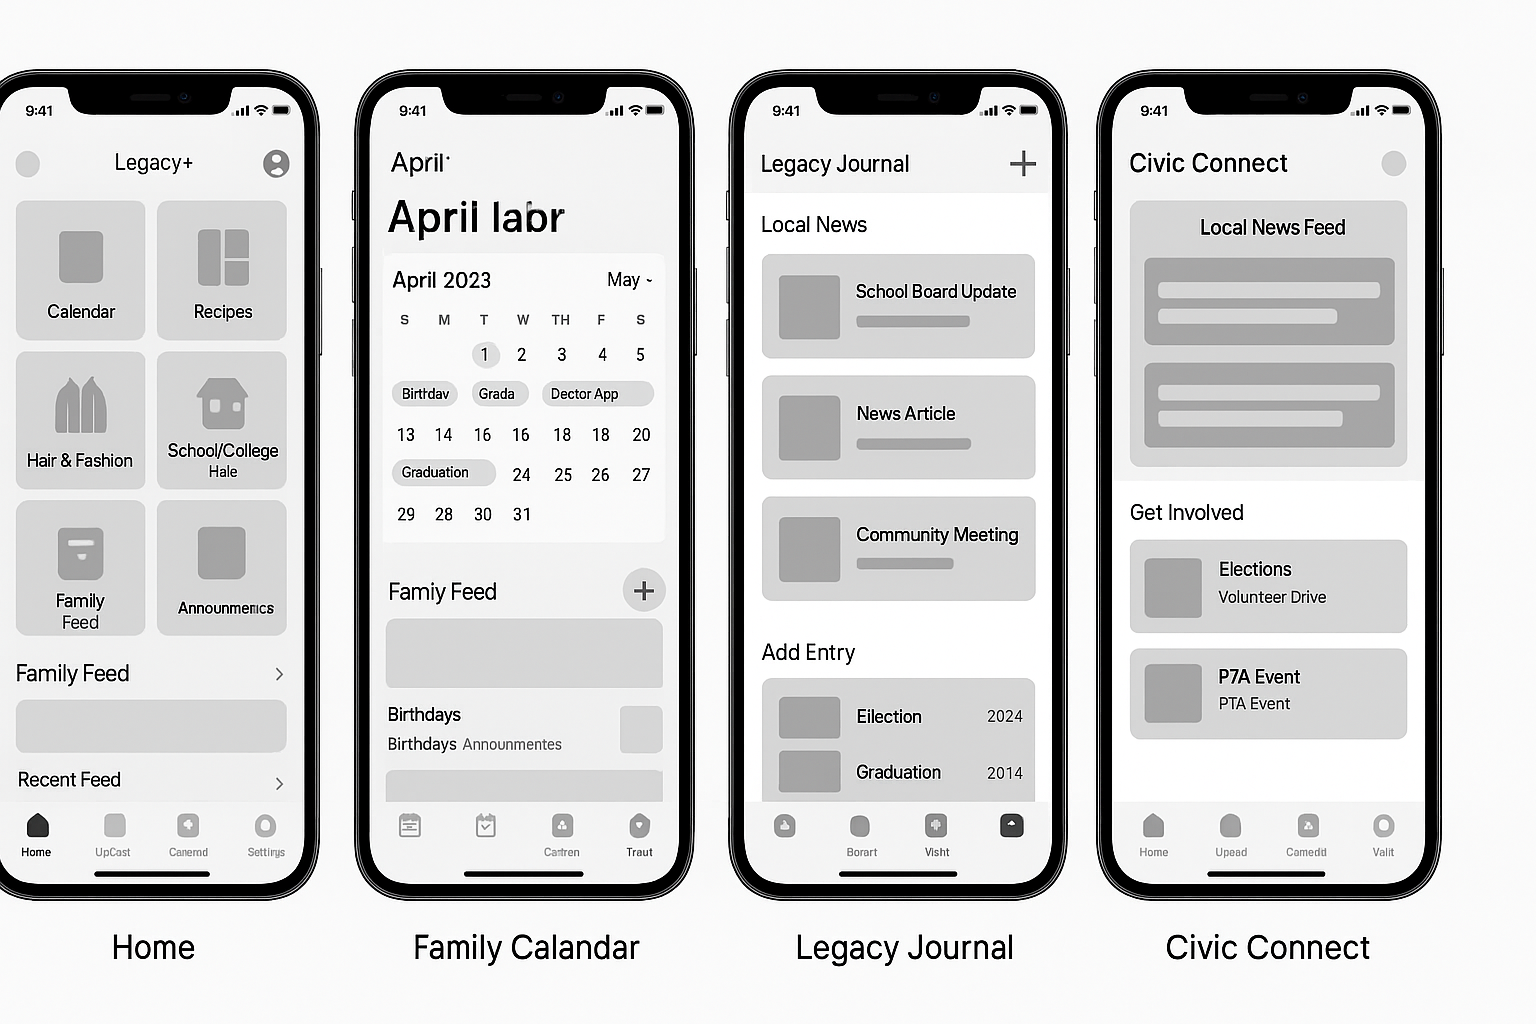 9:41
Legacy+
Calendar
Recipes
Hair & Fashion
School/College
Hale
Family
Feed
Announmenics
Family Feed
Recent Feed
Home
UpCast
Canemd
Settinys
Home
9:41
April
April labr
April 2023
May
S M T W TH F S
1 2 3 4 5
Birthdav Grada Dector App
13 14 16 16 18 18 20
Graduation 24 25 26 27
29 28 30 31
Famiy Feed
Birthdays
Birthdays Announmentes
Cantren
Traut
Family Calandar
9:41
Legacy Journal
Local News
School Board Update
News Article
Community Meeting
Add Entry
Eilection 2024
Graduation 2014
Borart
Visht
Legacy Journal
9:41
Civic Connect
Local News Feed
Get Involved
Elections
Volunteer Drive
P7A Event
PTA Event
Home
Upead
Camedid
Valit
Civic Connect